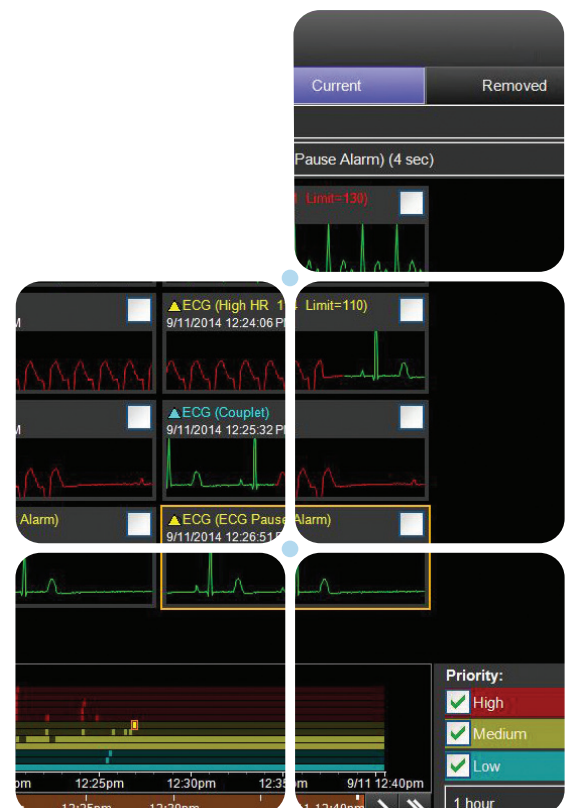 Current Removed
Pause Alarm) (4 sec)
Limit=130)
ECG (High HR Limit=110)
9/11/2014 12:24:06 P
ECG (Couplet)
9/11/2014 12:25:32 P
Alarm) ECG (ECG Pause Alarm)
9/11/2014 12:26:51
Priority:
High
Medium
Low
12:25pm 12:30pm 12:35pm 9/11 12:40pm
1 hour